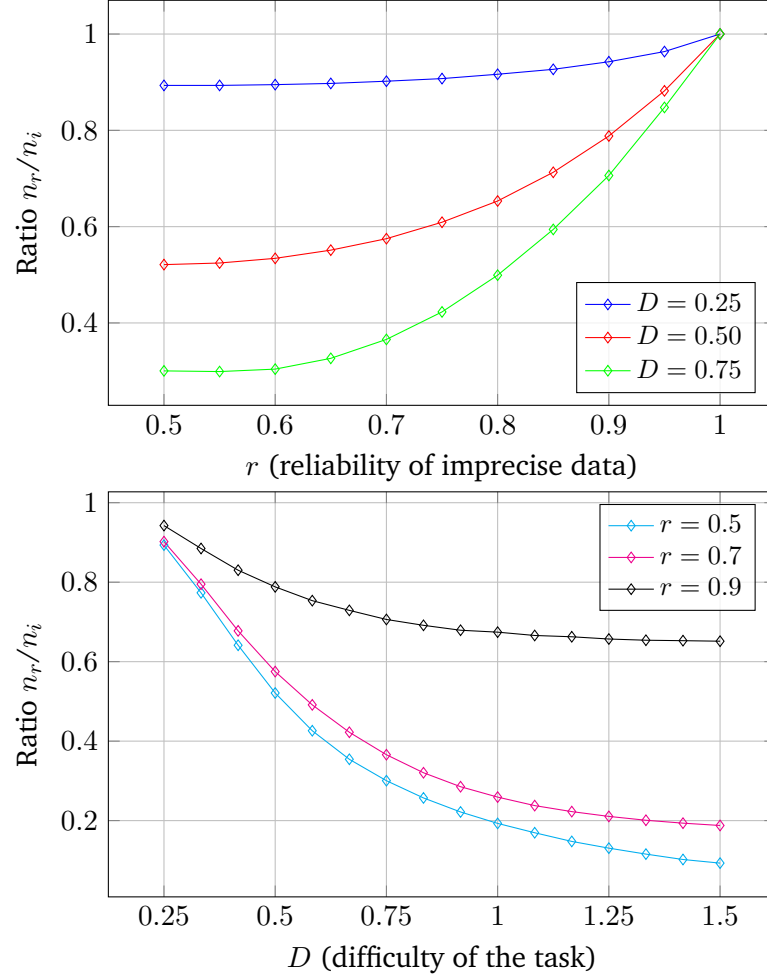 1
0.8
0.6
0.4
Ratio n_r/n_i
D = 0.25
D = 0.50
D = 0.75
0.5 0.6 0.7 0.8 0.9 1
r (reliability of imprecise data)
1
0.8
0.6
0.4
0.2
Ratio n_r/n_i
r = 0.5
r = 0.7
r = 0.9
0.25 0.5 0.75 1 1.25 1.5
D (difficulty of the task)